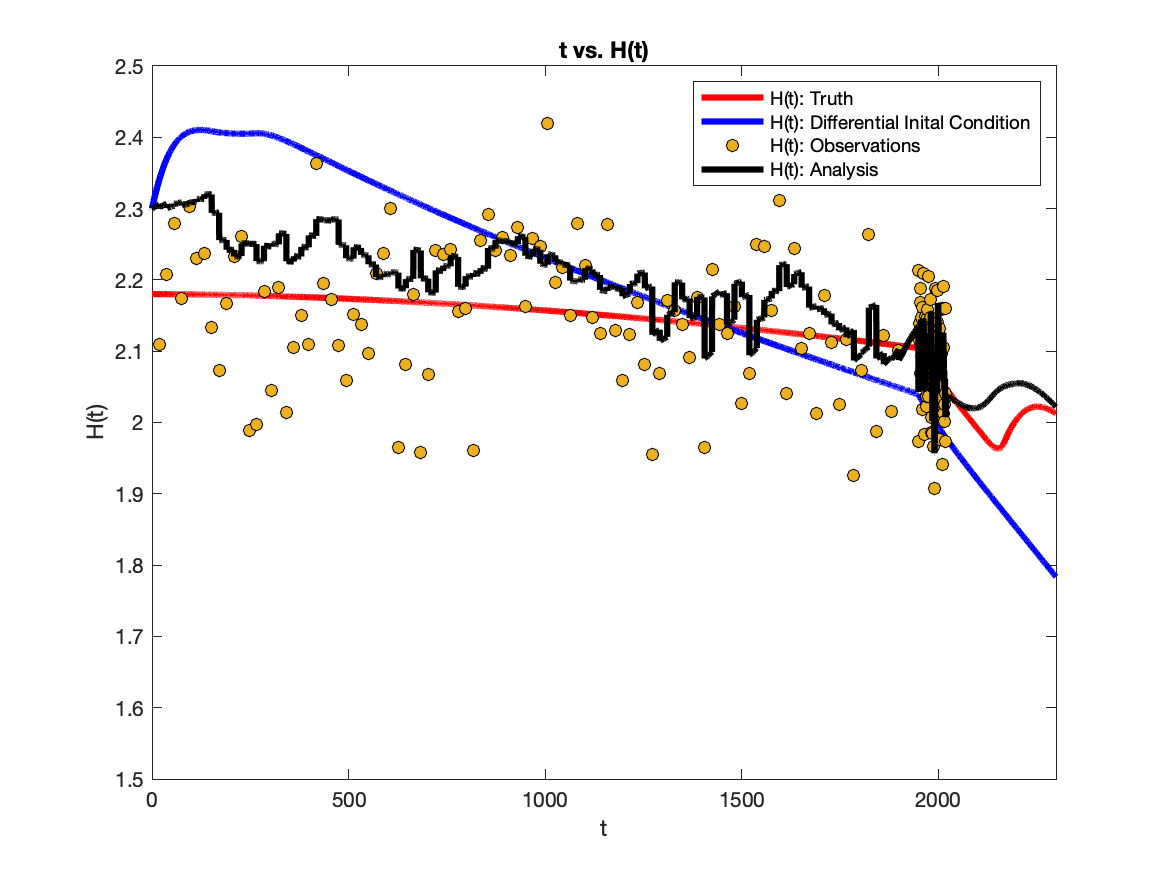 t vs. H(t)
2.5
2.4
2.3
2.2
2.1
2
1.9
1.8
1.7
1.6
1.5
H(t)
H(t): Truth
H(t): Differential Inital Condition
H(t): Observations
H(t): Analysis
0
500
1000
1500
2000
t